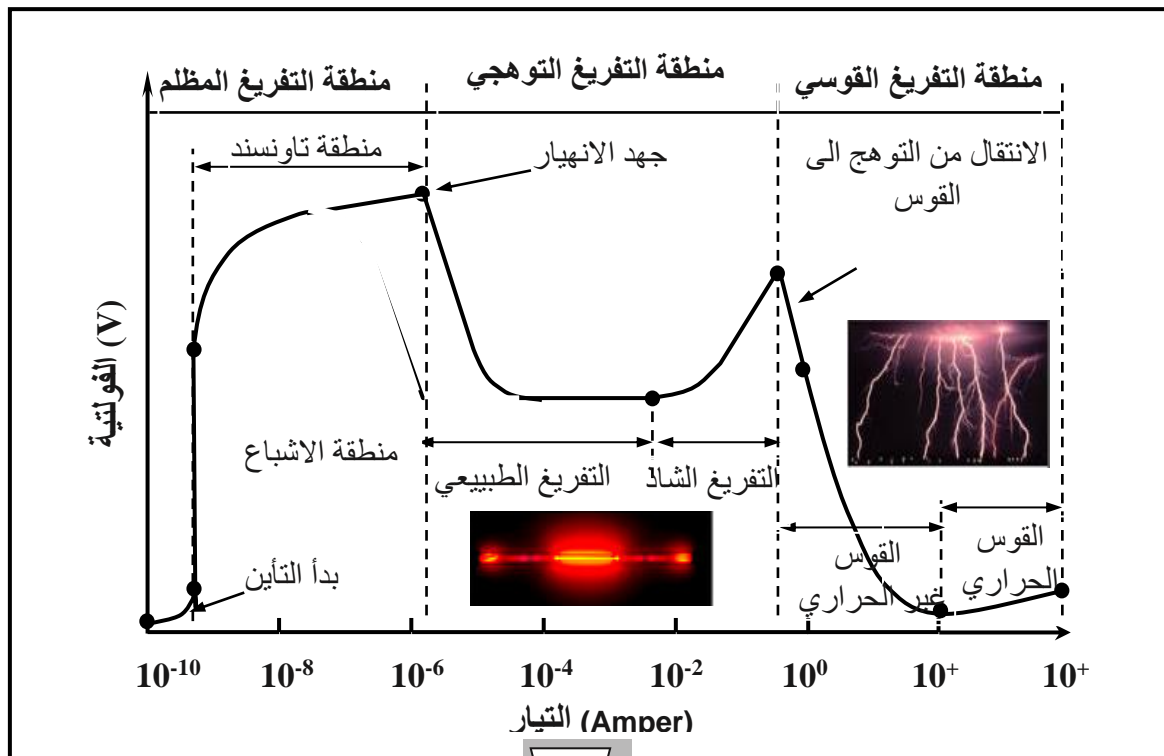 منطقة التفريغ المظلم
منطقة التفريغ التوهجي
منطقة التفريغ القوسي
منطقة تاونسند
جهد الانهيار
الانتقال من التوهج الى
القوس
الفولتية (V)
منطقة الاشباع
التفريغ الطبييعي
التفريغ الشاذ
القوس
غير الحراري
القوس
الحراري
بدأ التأين
10⁻¹⁰ 10⁻⁸ 10⁻⁶ 10⁻⁴ 10⁻² 10⁰ 10⁺ 10⁺
التيار (Amper)